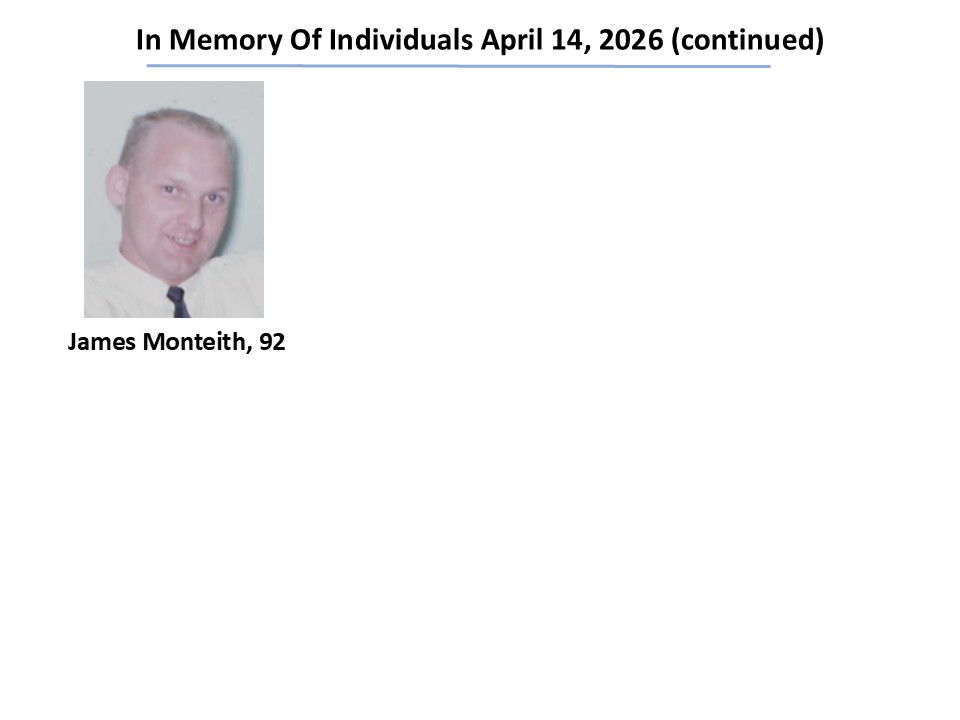 In Memory Of Individuals April 14, 2026 (continued)
James Monteith, 92